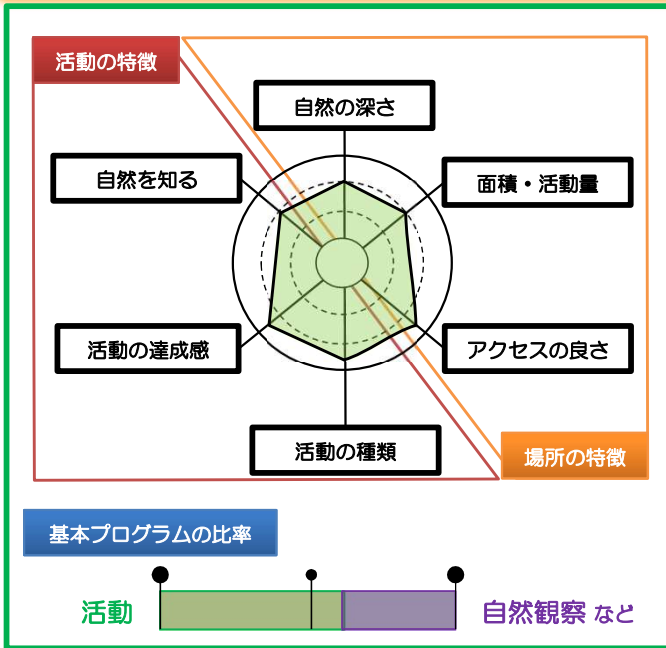 活動の特徴
自然の深さ
自然を知る
面積・活動量
活動の達成感
アクセスの良さ
活動の種類
場所の特徴
基本プログラムの比率
活動
自然観察 など